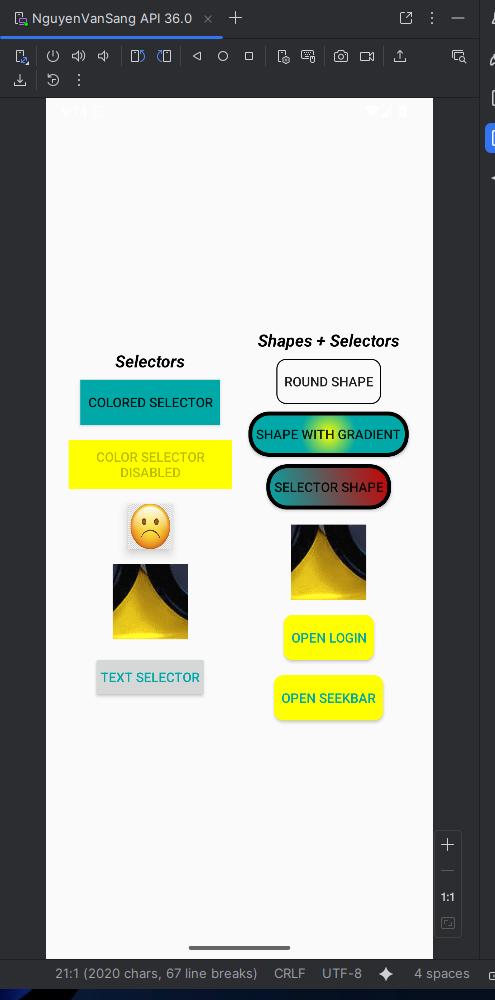 NguyenVanSang API 36.0
Selectors
COLORED SELECTOR
COLOR SELECTOR
DISABLED
TEXT SELECTOR
Shapes + Selectors
ROUND SHAPE
SHAPE WITH GRADIENT
SELECTOR SHAPE
OPEN LOGIN
OPEN SEEKBAR
1:1
21:1 (2020 chars, 67 line breaks) CRLF UTF-8 4 spaces